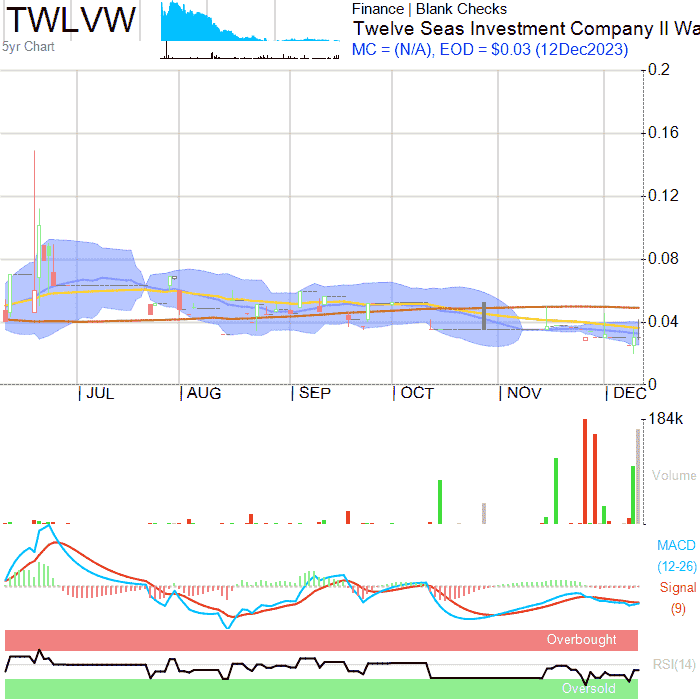 TWLVW
5yr Chart
Finance | Blank Checks
Twelve Seas Investment Company II Wa
MC = (N/A), EOD = $0.03 (12Dec2023)
0.2
0.16
0.12
0.08
0.04
0
JUL AUG SEP OCT NOV DEC
184k
Volume
MACD
(12-26)
Signal
(9)
Overbought
RSI(14)
Oversold